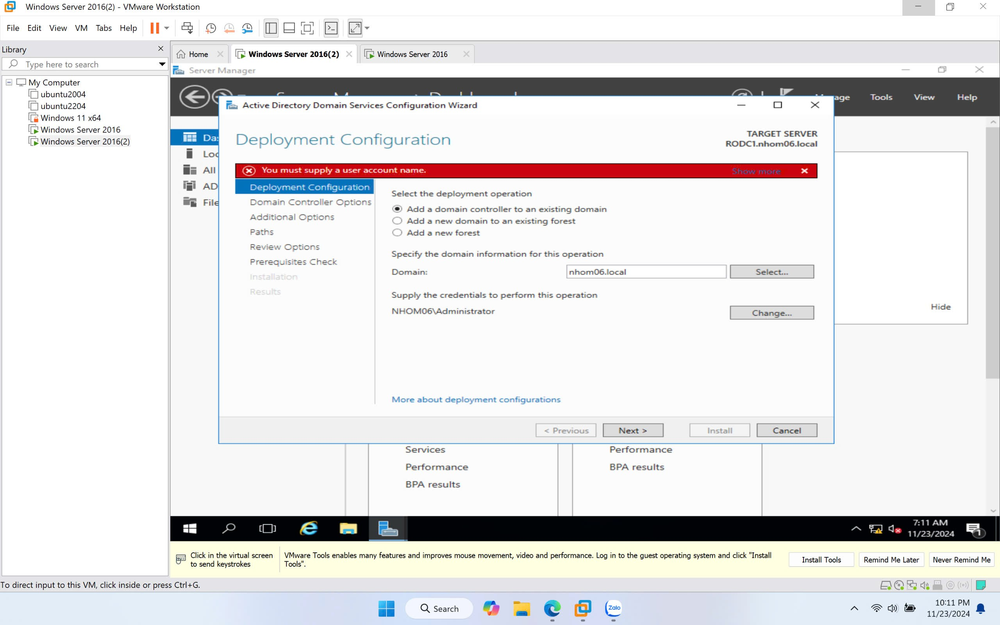 Windows Server 2016(2) - VMware Workstation
File Edit View VM Tabs Help
Library
Type here to search
My Computer
ubuntu2004
ubuntu2204
Windows 11 x64
Windows Server 2016
Windows Server 2016(2)
Home
Windows Server 2016(2)
Windows Server 2016
Server Manager
Tools View Help
Active Directory Domain Services Configuration Wizard
Deployment Configuration
TARGET SERVER
RODC1.nhom06.local
You must supply a user account name.
Show more
Deployment Configuration
Domain Controller Options
Additional Options
Paths
Review Options
Prerequisites Check
Installation
Results
Select the deployment operation
Add a domain controller to an existing domain
Add a new domain to an existing forest
Add a new forest
Specify the domain information for this operation
Domain:
nhom06.local
Select...
Supply the credentials to perform this operation
NHOM06\Administrator
Change...
More about deployment configurations
< Previous
Next >
Install
Cancel
All
AD
Hide
Services
Performance
BPA results
Performance
BPA results
7:11 AM
11/23/2024
1
Click in the virtual screen
to send keystrokes
VMware Tools enables many features and improves mouse movement, video and performance. Log in to the guest operating system and click "Install
Tools".
Install Tools
Remind Me Later
Never Remind Me
To direct input to this VM, click inside or press Ctrl+G.
Search
Zalo
10:11 PM
11/23/2024